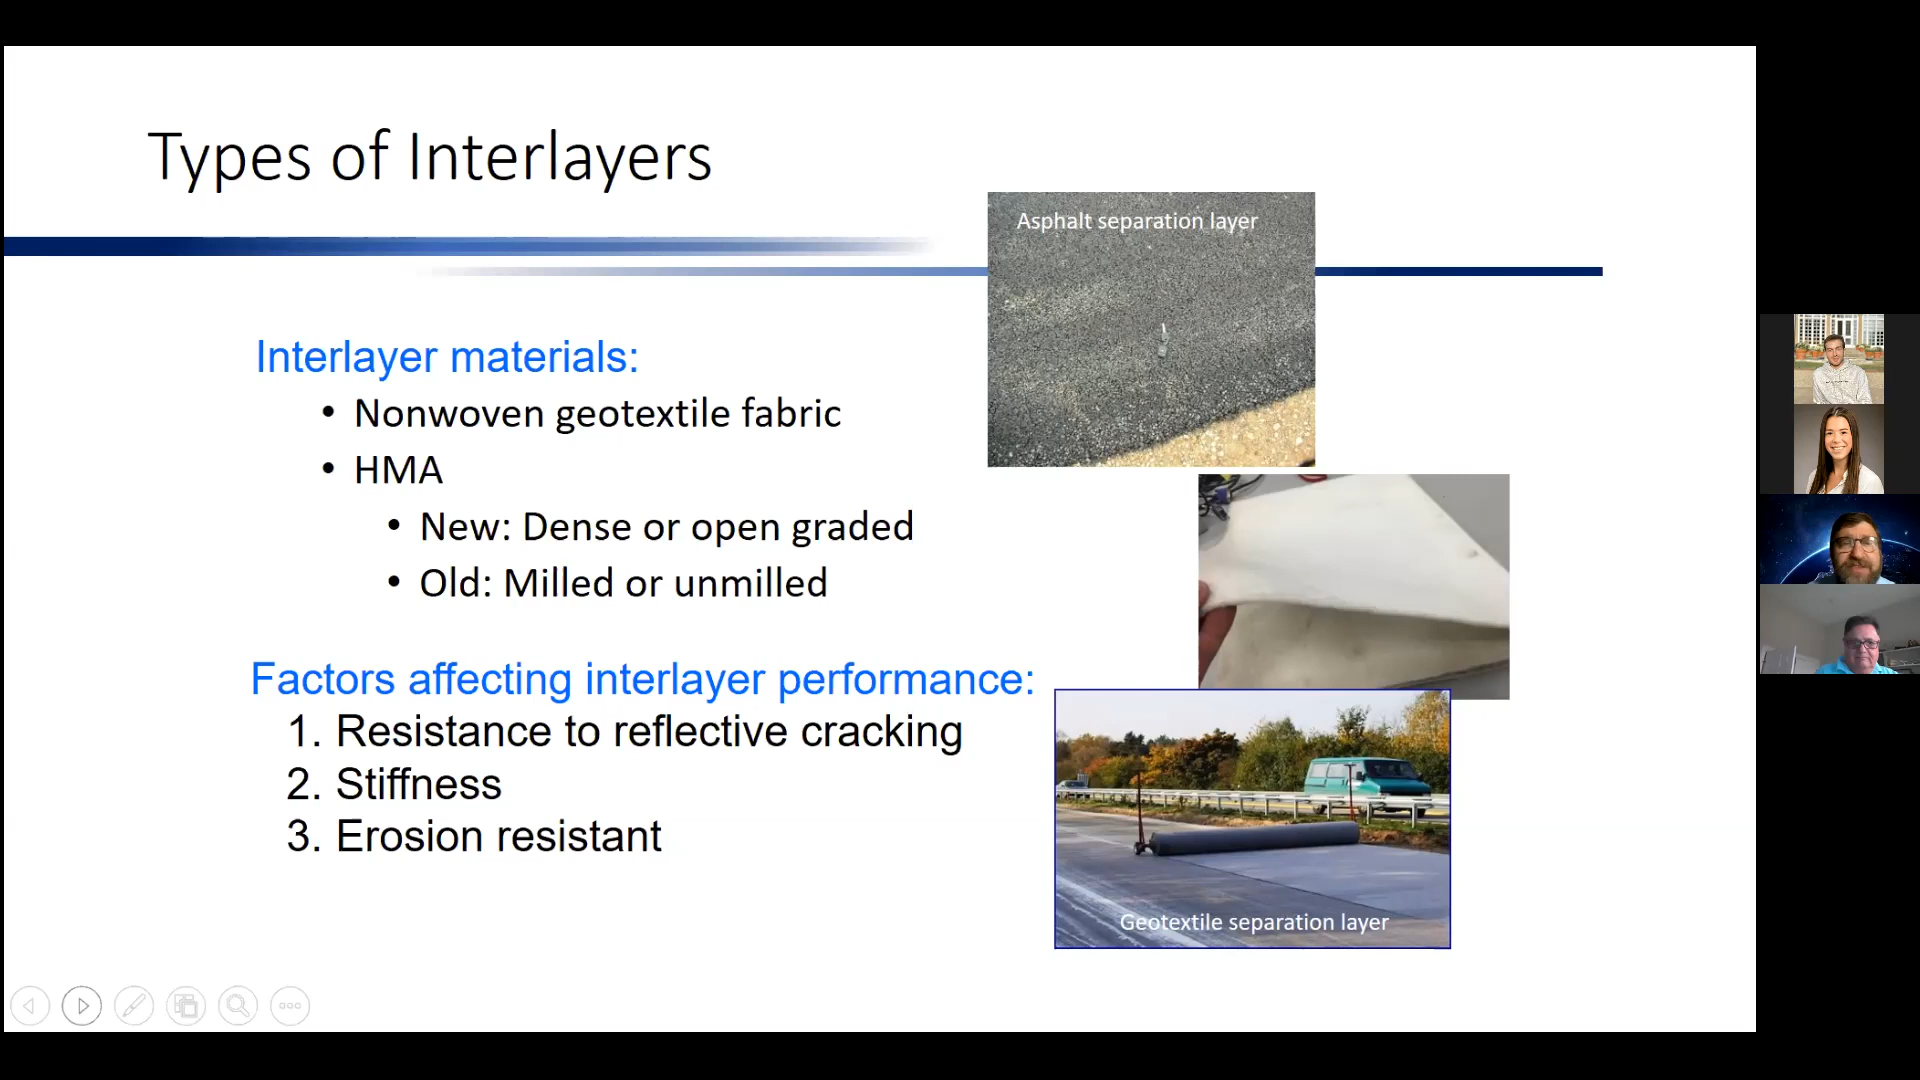 Types of Interlayers
Asphalt separation layer
Interlayer materials:
• Nonwoven geotextile fabric
• HMA
• New: Dense or open graded
• Old: Milled or unmilled
Factors affecting interlayer performance:
1. Resistance to reflective cracking
2. Stiffness
3. Erosion resistant
Geotextile separation layer